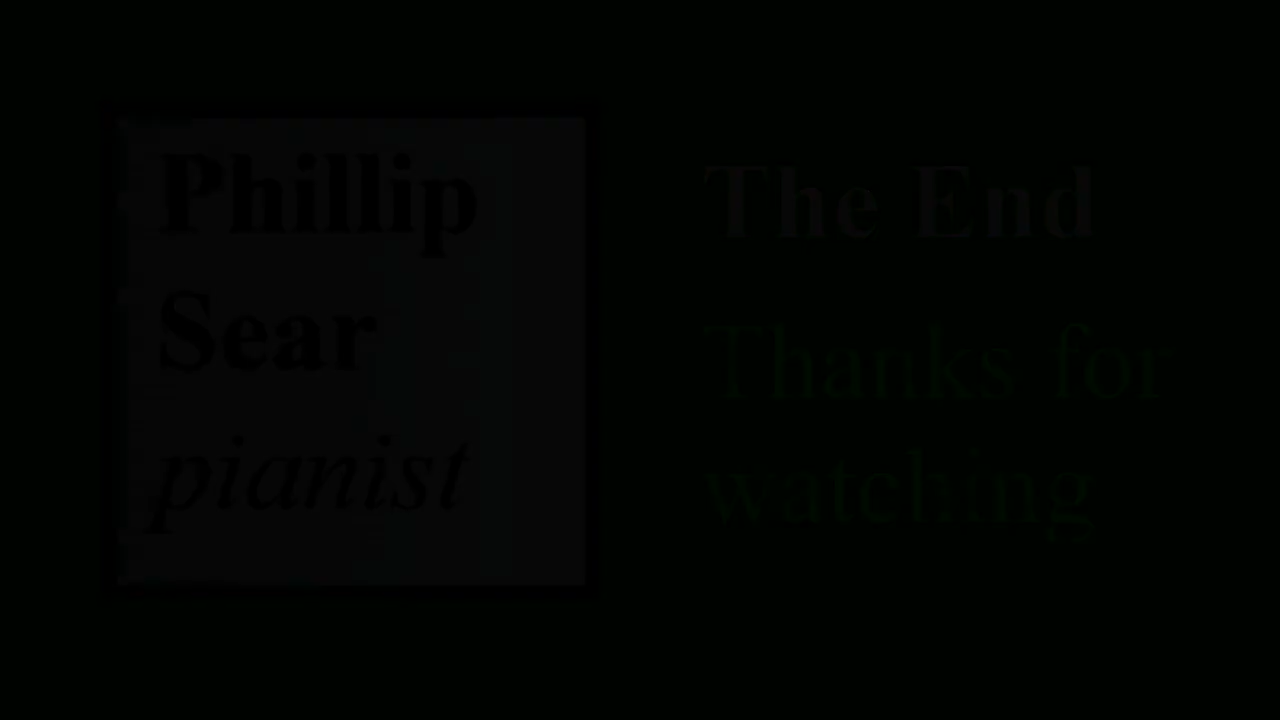 Phillip
Sear
pianist
The End
Thanks for
watching